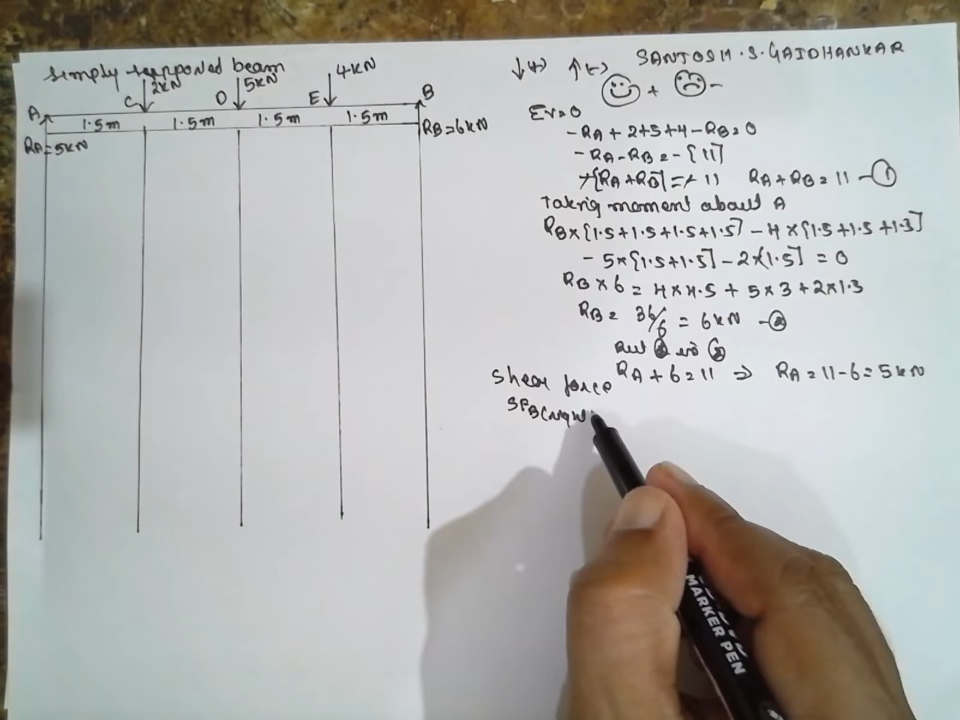 Simply supported beam
2kN 5kN 4kN
A C D E B
1.5m 1.5m 1.5m 1.5m
RA=5kN RB=6kN
↓+) ↑(-) SANTOSH.S.GAIDHANKAR
+ -
Ev=0
-RA+2+5+4-RB=0
-RA-RB=-[11]
+[RA+RB]=+11 RA+RB=11 -①
Taking moment about A
RB×[1.5+1.5+1.5+1.5]-4×[1.5+1.5+1.5]
-5×[1.5+1.5]-2×[1.5]=0
RB×6=4×4.5+5×3+2×1.5
RB=36/6=6kN -②
Put ② in ①
RA+6=11 ⇒ RA=11-6=5kN
Shear force
MARKER PEN